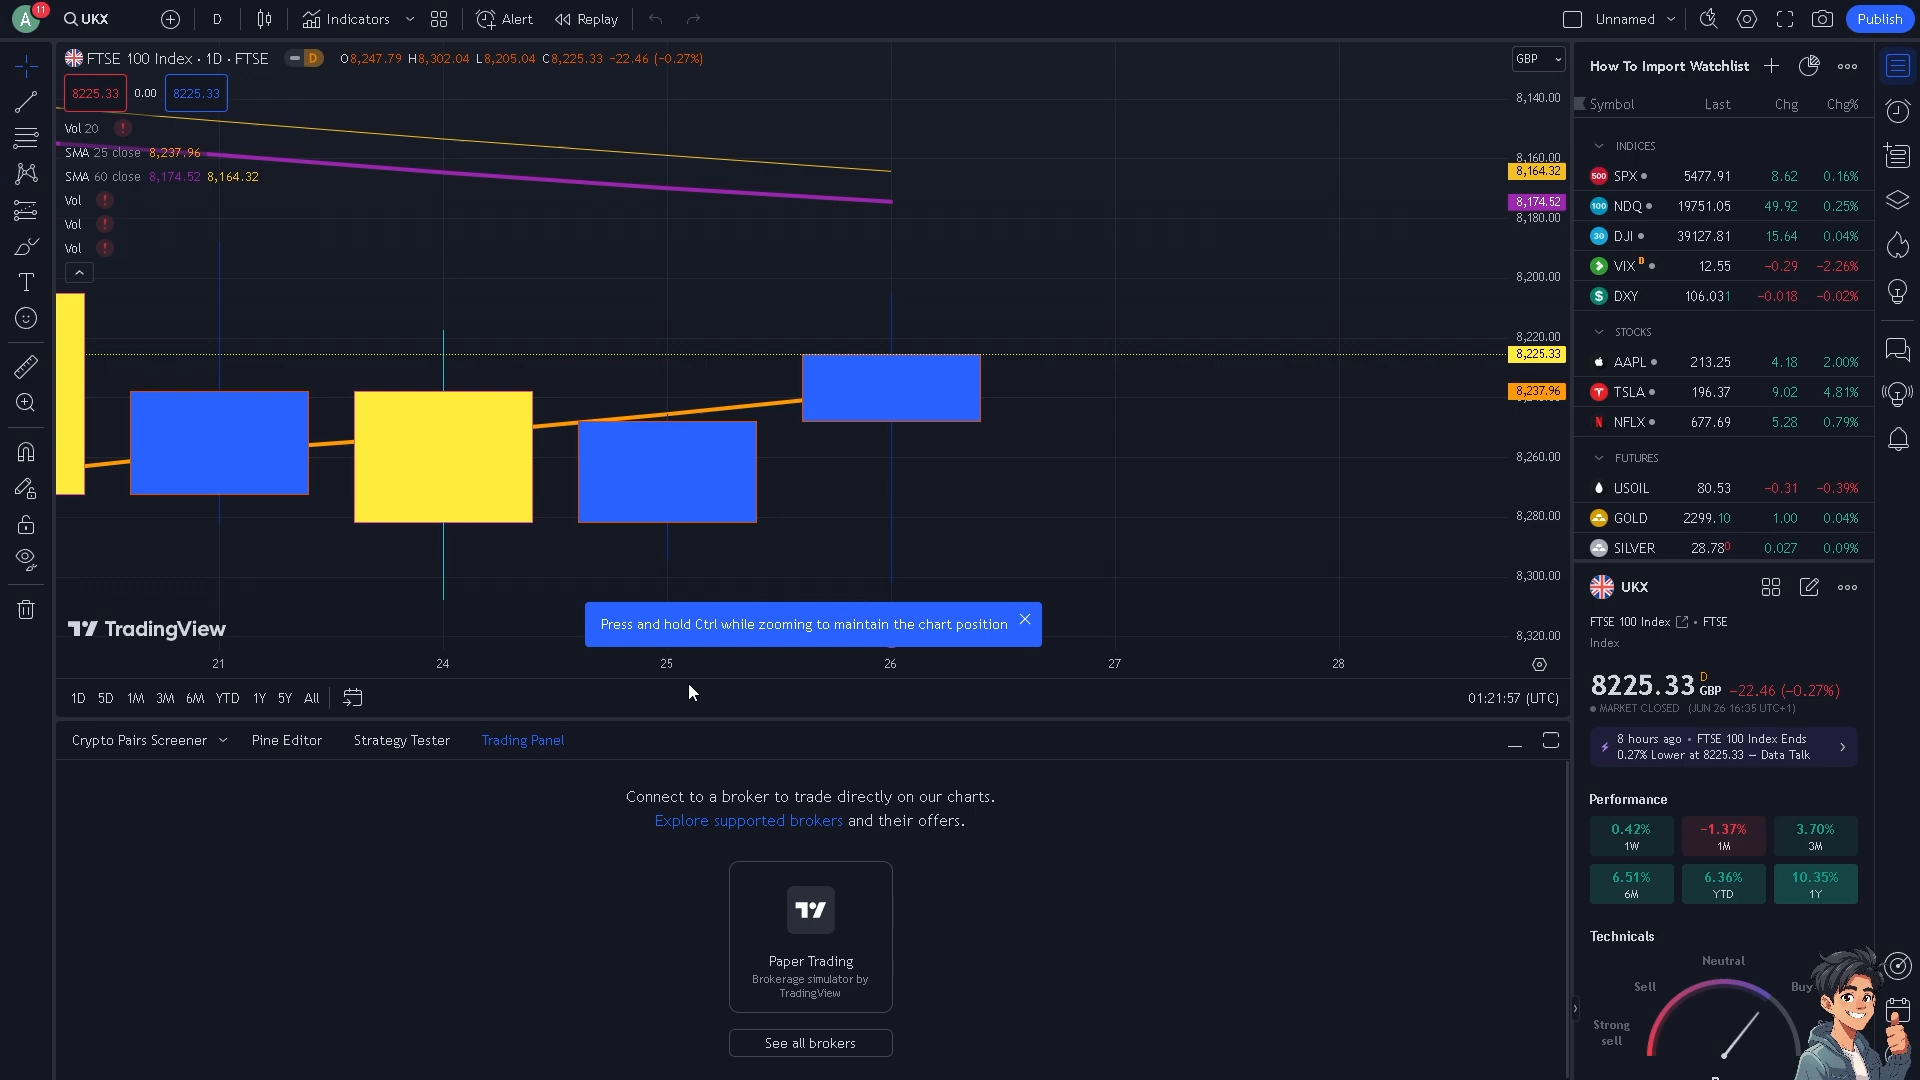 A
11
UKX
D
Indicators
Alert
Replay
Unnamed
Publish
FTSE 100 Index · 1D · FTSE
D
O8,247.79 H8,302.04 L8,205.04 C8,225.33 −22.46 (−0.27%)
8225.33
0.00
8225.33
Vol 20
SMA 25 close 8,237.96
SMA 60 close 8,174.52 8,164.32
Vol
Vol
Vol
GBP
8,140.00
8,160.00
8,164.32
8,174.52
8,180.00
8,200.00
8,220.00
8,225.33
8,237.96
8,260.00
8,280.00
8,300.00
8,320.00
TradingView
Press and hold Ctrl while zooming to maintain the chart position
21
24
25
26
27
28
1D 5D 1M 3M 6M YTD 1Y 5Y All
01:21:57 (UTC)
Crypto Pairs Screener
Pine Editor
Strategy Tester
Trading Panel
Connect to a broker to trade directly on our charts.
Explore supported brokers and their offers.
Paper Trading
Brokerage simulator by
TradingView
See all brokers
How To Import Watchlist
Symbol Last Chg Chg%
INDICES
500 SPX 5477.91 8.62 0.16%
100 NDQ 19751.05 49.92 0.25%
30 DJI 39127.81 15.64 0.04%
VIX D 12.55 −0.29 −2.26%
$ DXY 106.031 −0.018 −0.02%
STOCKS
AAPL 213.25 4.18 2.00%
TSLA 196.37 9.02 4.81%
N NFLX 677.69 5.28 0.79%
FUTURES
USOIL 80.53 −0.31 −0.39%
GOLD 2299.10 1.00 0.04%
SILVER 28.780 0.027 0.09%
UKX
FTSE 100 Index • FTSE
Index
8225.33 D GBP −22.46 (−0.27%)
MARKET CLOSED (JUN 26 16:35 UTC+1)
8 hours ago • FTSE 100 Index Ends
0.27% Lower at 8225.33 — Data Talk
Performance
0.42%
1W
−1.37%
1M
3.70%
3M
6.51%
6M
6.36%
YTD
10.35%
1Y
Technicals
Neutral
Sell
Buy
Strong
sell